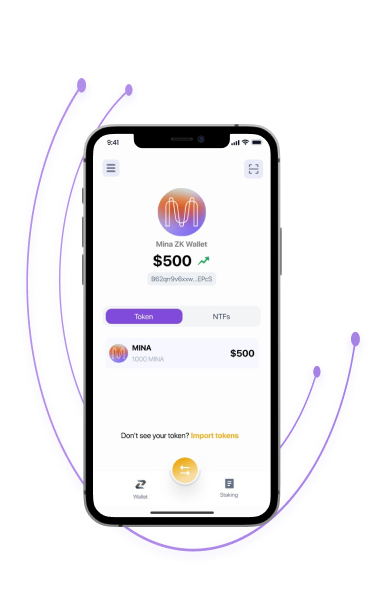 9:41
Mina ZK Wallet
$500
B62qn9v6xxw...EPcS
Token
NTFs
MINA
1000 MINA
$500
Don't see your token? Import tokens
Wallet
Staking